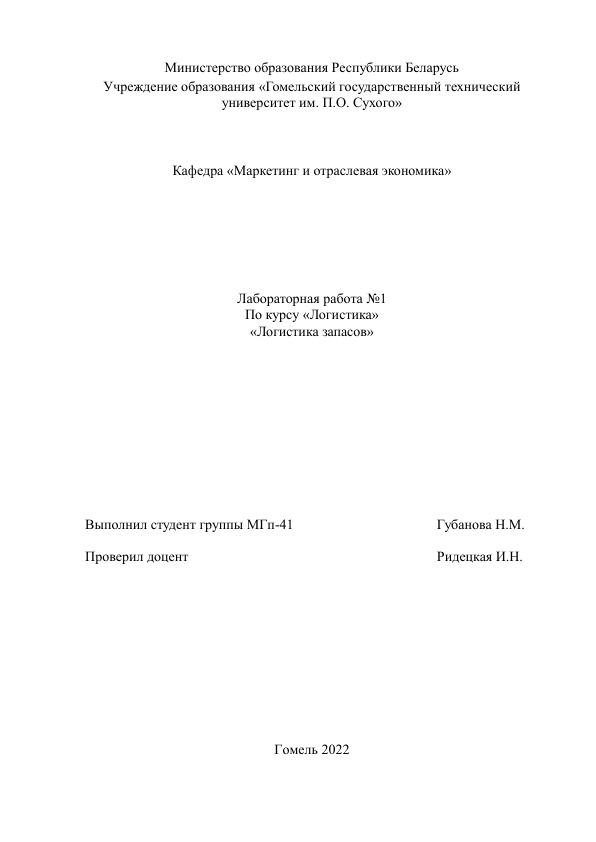 Министерство образования Республики Беларусь
Учреждение образования «Гомельский государственный технический
университет им. П.О. Сухого»
Кафедра «Маркетинг и отраслевая экономика»
Лабораторная работа №1
По курсу «Логистика»
«Логистика запасов»
Выполнил студент группы МГп-41 Губанова Н.М.
Проверил доцент Ридецкая И.Н.
Гомель 2022